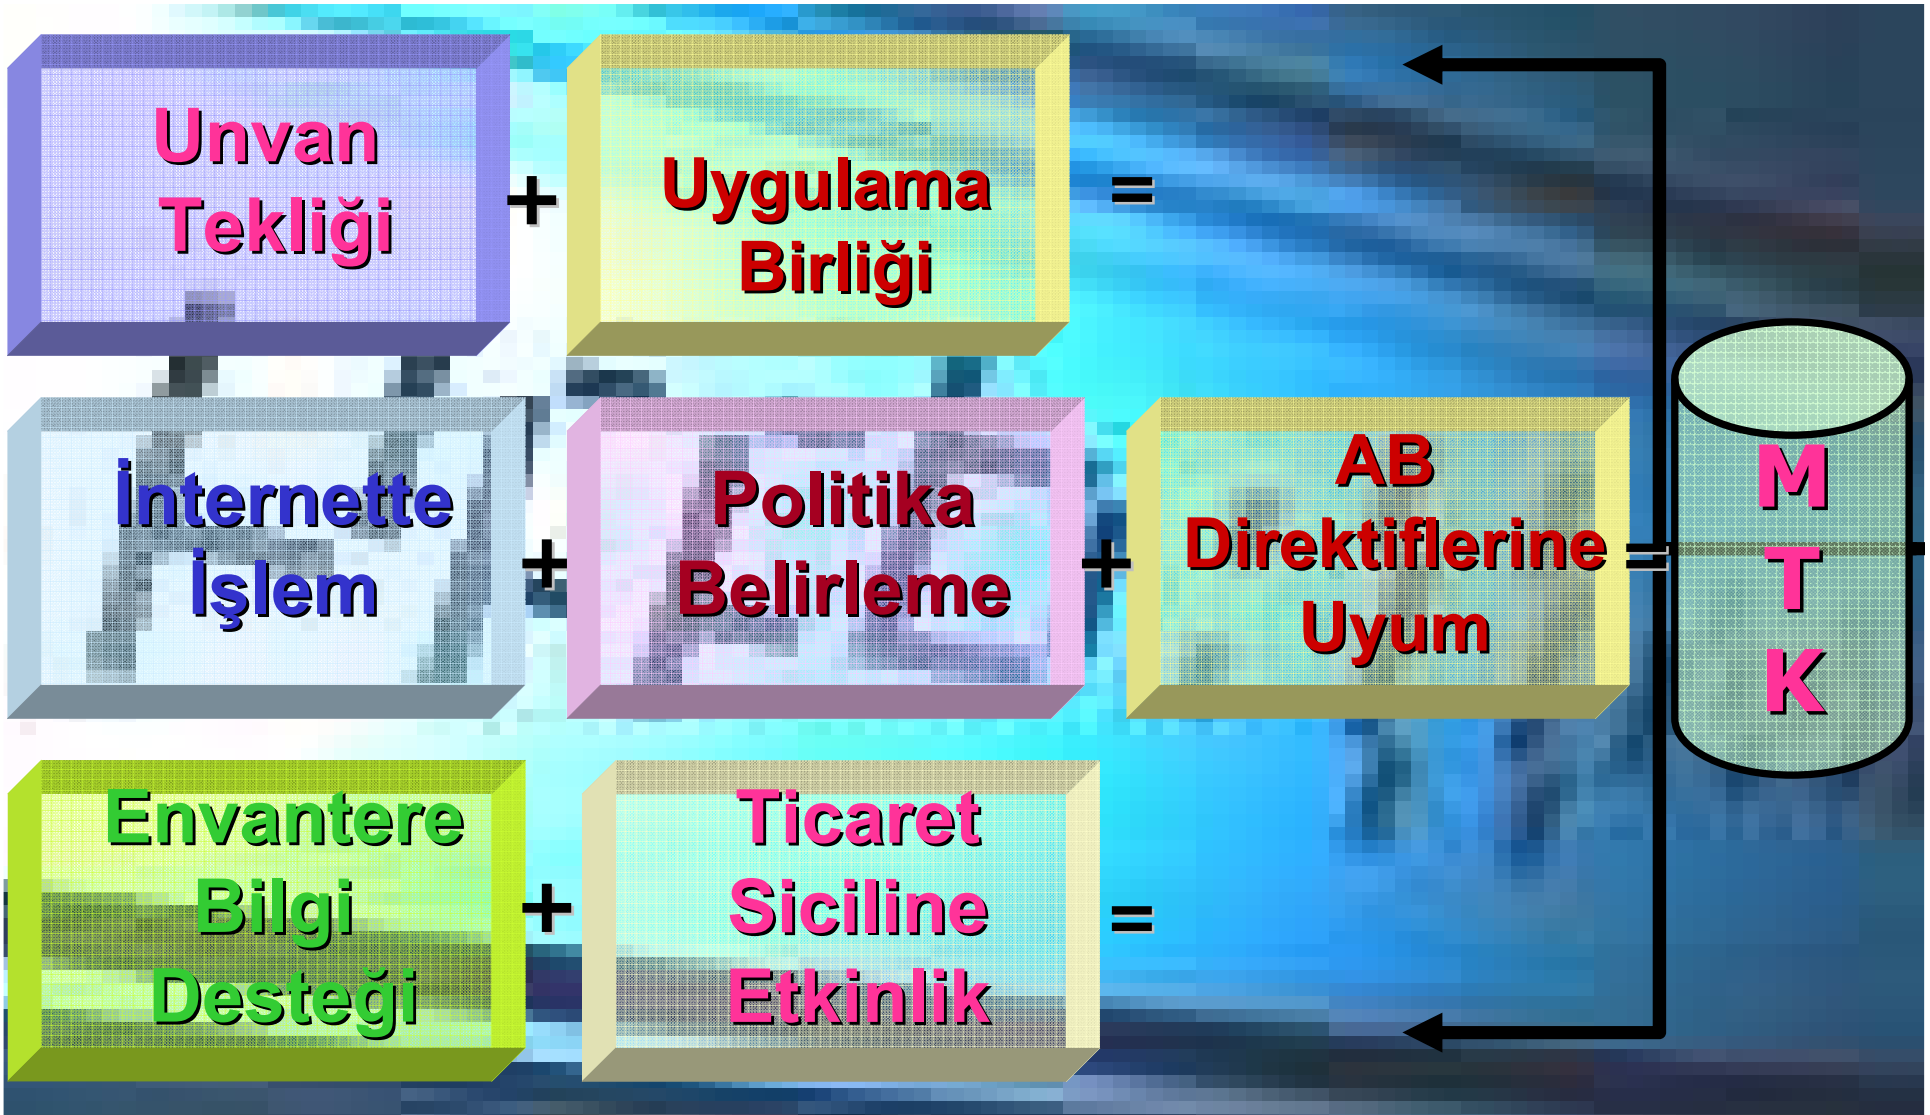 Unvan
Tekliği
+
Uygulama
Birliği
=
İnternette
İşlem
+
Politika
Belirleme
+
AB
Direktiflerine
Uyum
=
M
T
K
Envantere
Bilgi
Desteği
+
Ticaret
Siciline
Etkinlik
=